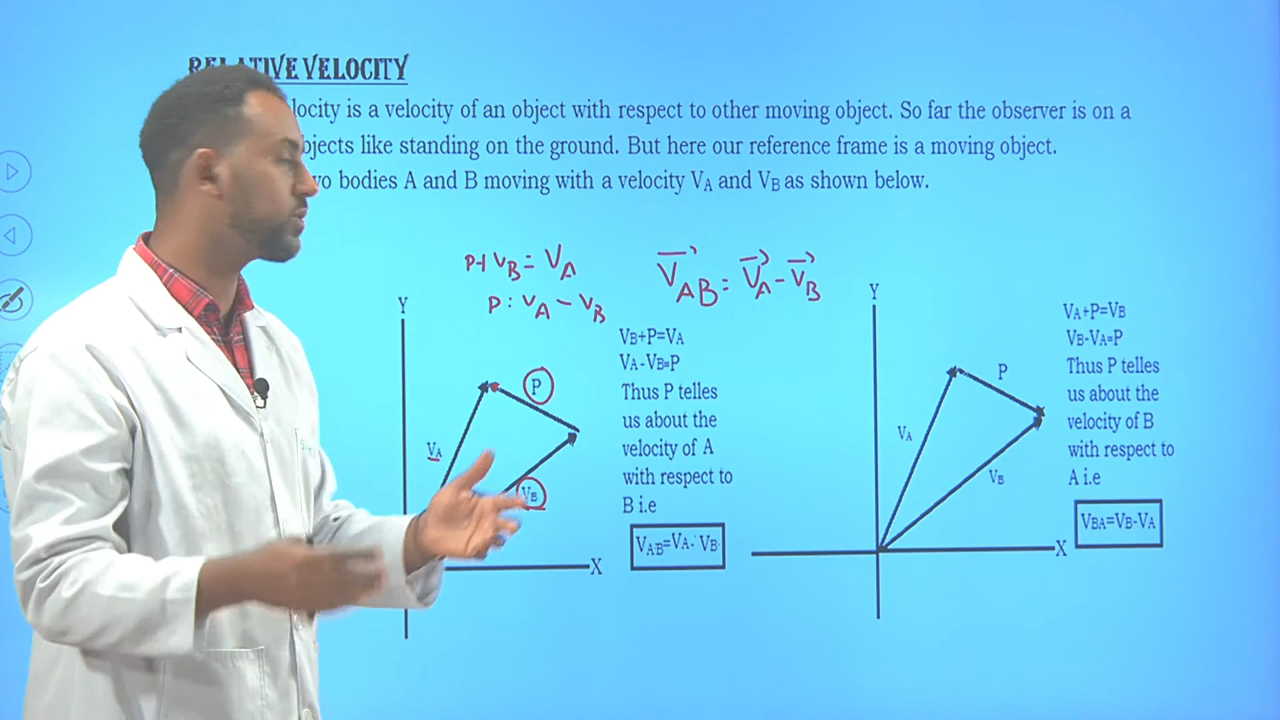 RELATIVE VELOCITY
locity is a velocity of an object with respect to other moving object. So far the observer is on a
bjects like standing on the ground. But here our reference frame is a moving object.
wo bodies A and B moving with a velocity VA and VB as shown below.
P+VB=VA
P:VA-VB
VAB=VA-VB
Y
P
VA
VB
X
VB+P=VA
VA-VB=P
Thus P telles
us about the
velocity of A
with respect to
B i.e
VAB=VA-VB
Y
P
VA
VB
X
VA+P=VB
VB-VA=P
Thus P telles
us about the
velocity of B
with respect to
A i.e
VBA=VB-VA